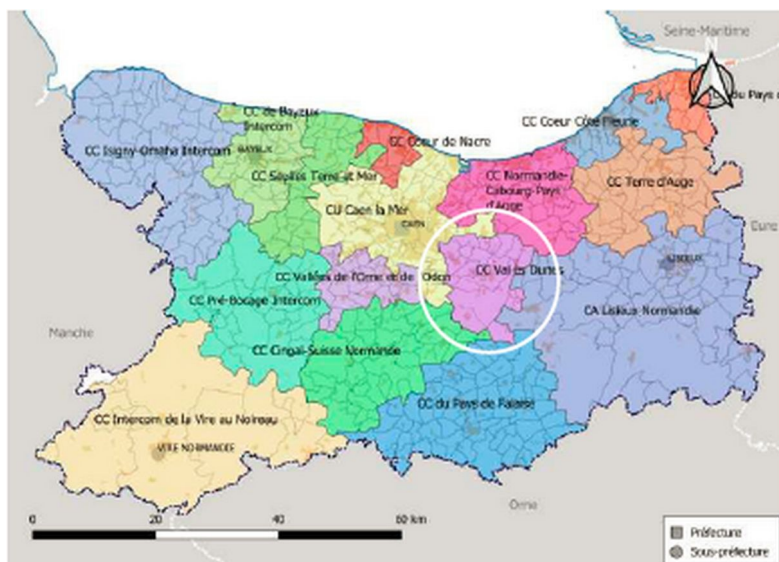 Seine-Maritime
N
CC de Bayeux
Intercom
CC Coeur Côte Fleurie
CC Isigny-Omaha Intercom
BAYEUX
CC Coeur de Nacre
CC Seulles Terre et Mer
CC Normandie-
Cabourg-Pays
d'Auge
CC Terre d'Auge
CU Caen la Mer
CAEN
Eure
LISIEUX
CC Vallées de l'Orne et de l'Odon
CC Val ès Dunes
CC Pré-Bocage Intercom
CA Lisieux Normandie
Manche
CC Cingal-Suisse Normande
CC du Pays de Falaise
CC Intercom de la Vire au Noireau
VIRE NORMANDIE
Orne
0 20 40 60 km
Préfecture
Sous-préfecture